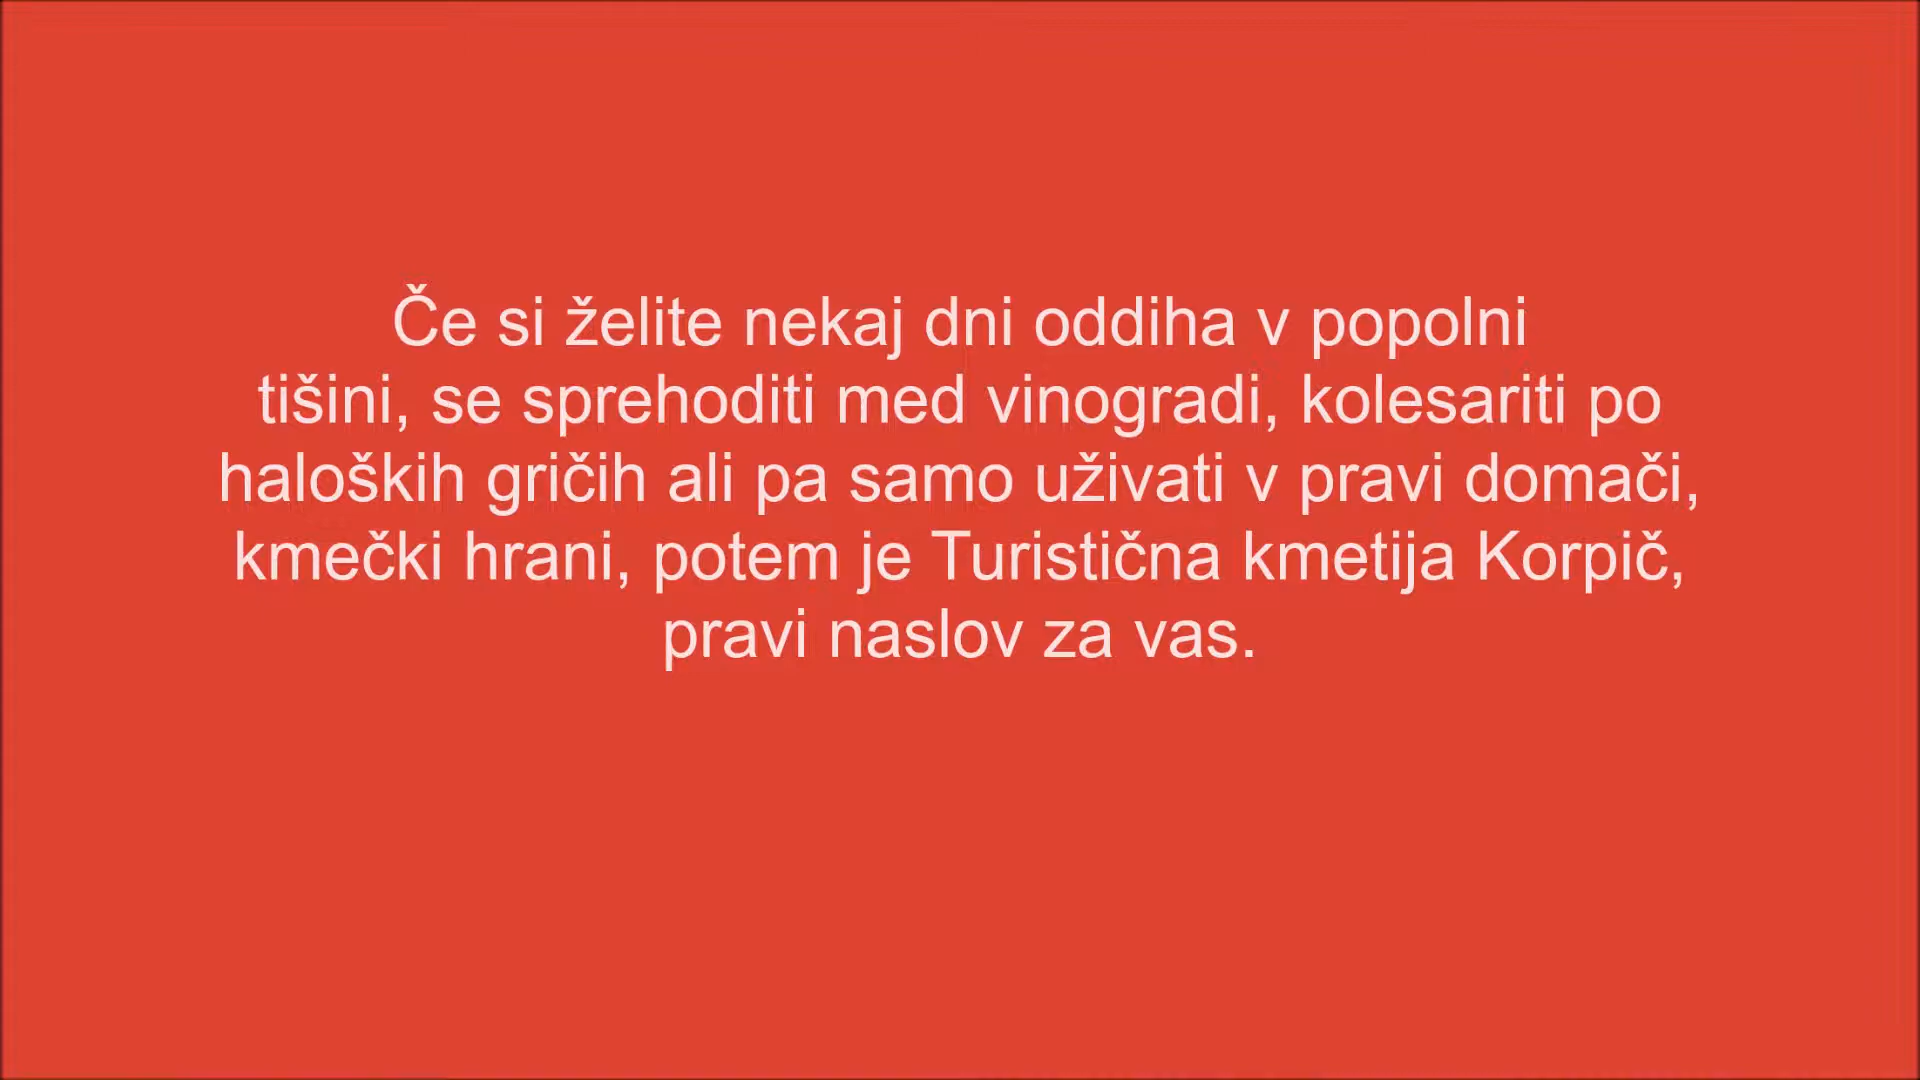 Če si želite nekaj dni oddiha v popolni
tišini, se sprehoditi med vinogradi, kolesariti po
haloških gričih ali pa samo uživati v pravi domači,
kmečki hrani, potem je Turistična kmetija Korpič,
pravi naslov za vas.